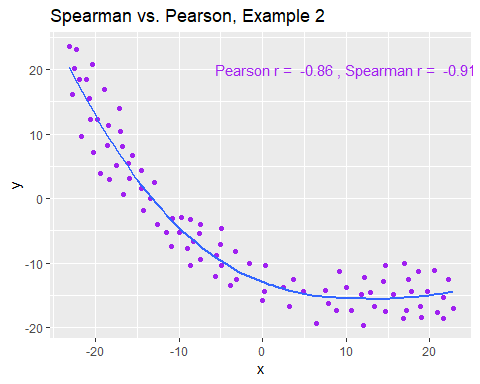 Spearman vs. Pearson, Example 2
Pearson r =  -0.86 , Spearman r =  -0.91
20
10
0
-10
-20
y
-20
-10
0
10
20
x